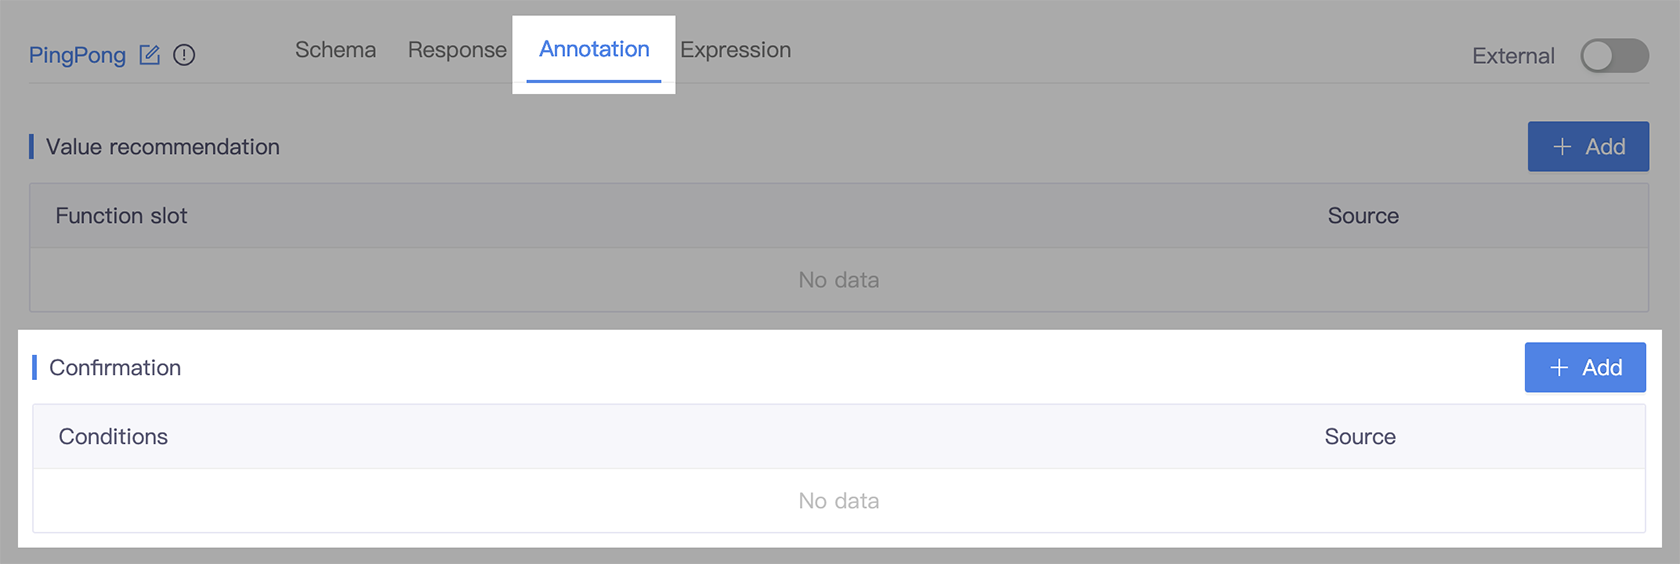 PingPong Schema Response Annotation Expression External
Value recommendation + Add
Function slot Source
No data
Confirmation + Add
Conditions Source
No data